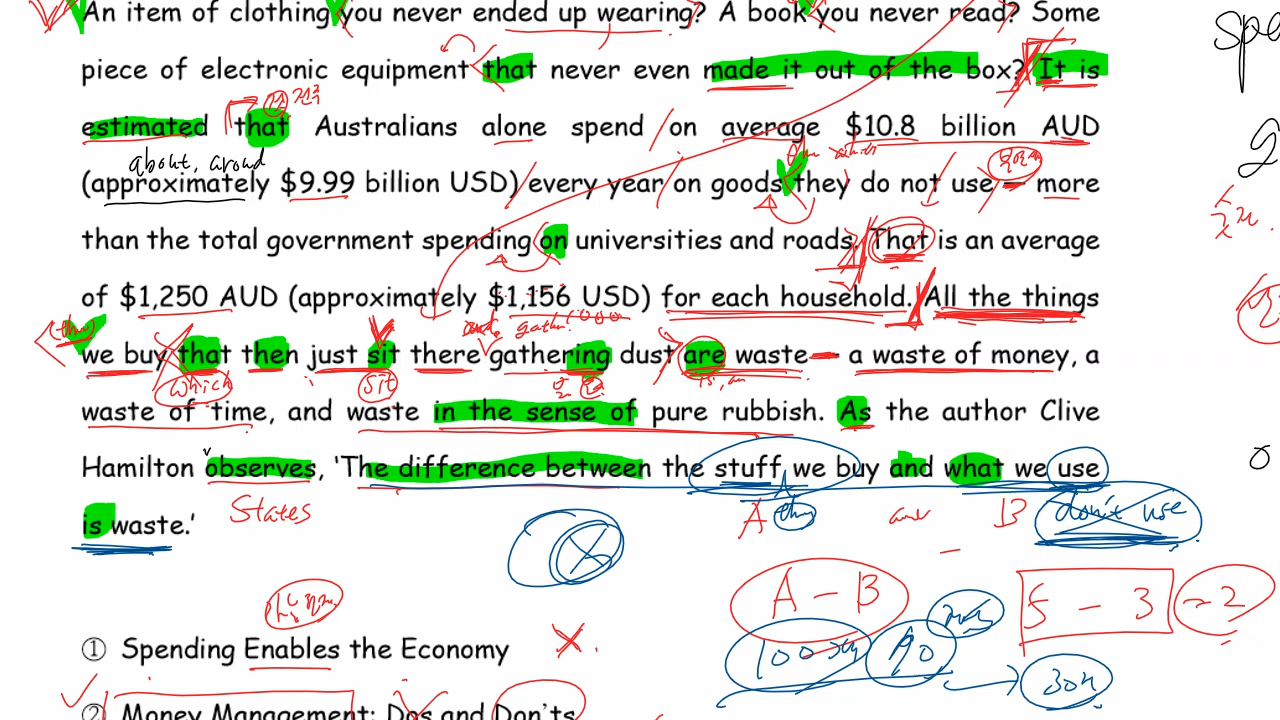 An item of clothing you never ended up wearing? A book you never read? Some
piece of electronic equipment that never even made it out of the box? It is
estimated that Australians alone spend on average $10.8 billion AUD
about, around
(approximately $9.99 billion USD) every year on goods they do not use — more
than the total government spending on universities and roads. That is an average
of $1,250 AUD (approximately $1,156 USD) for each household. All the things
we buy that then just sit there gathering dust are waste — a waste of money, a
which sit
waste of time, and waste in the sense of pure rubbish. As the author Clive
Hamilton observes, 'The difference between the stuff we buy and what we use
States A and B don't use
is waste.'
A - B 5 - 3 = 2
① Spending Enables the Economy
② Money Management: Dos and Don'ts